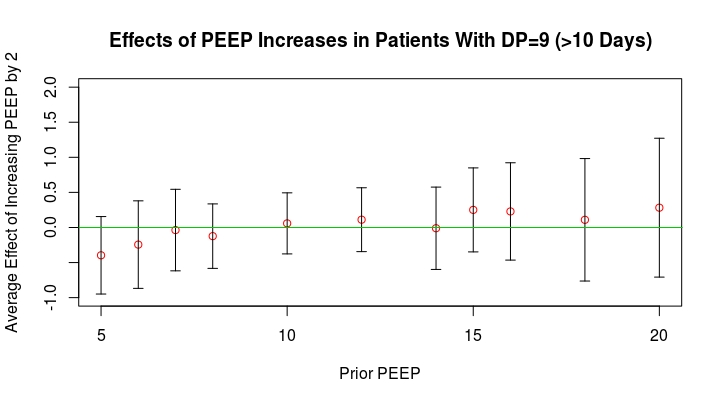 Effects of PEEP Increases in Patients With DP=9 (>10 Days)
Average Effect of Increasing PEEP by 2
2.0
1.5
1.0
0.5
0.0
-1.0
5 10 15 20
Prior PEEP